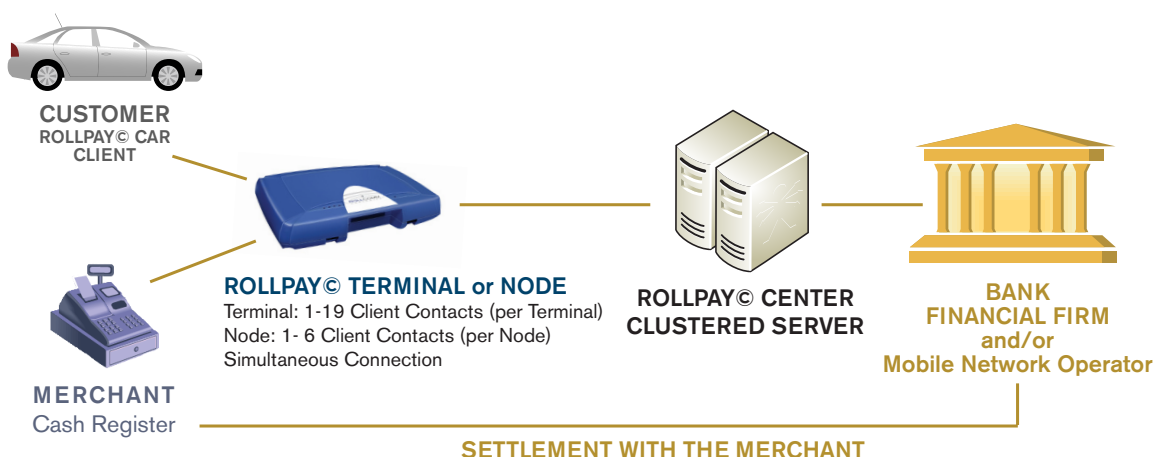 CUSTOMER
ROLLPAY© CAR
CLIENT
ROLLPAY© TERMINAL or NODE
Terminal: 1-19 Client Contacts (per Terminal)
Node: 1- 6 Client Contacts (per Node)
Simultaneous Connection
MERCHANT
Cash Register
ROLLPAY© CENTER
CLUSTERED SERVER
BANK
FINANCIAL FIRM
and/or
Mobile Network Operator
SETTLEMENT WITH THE MERCHANT